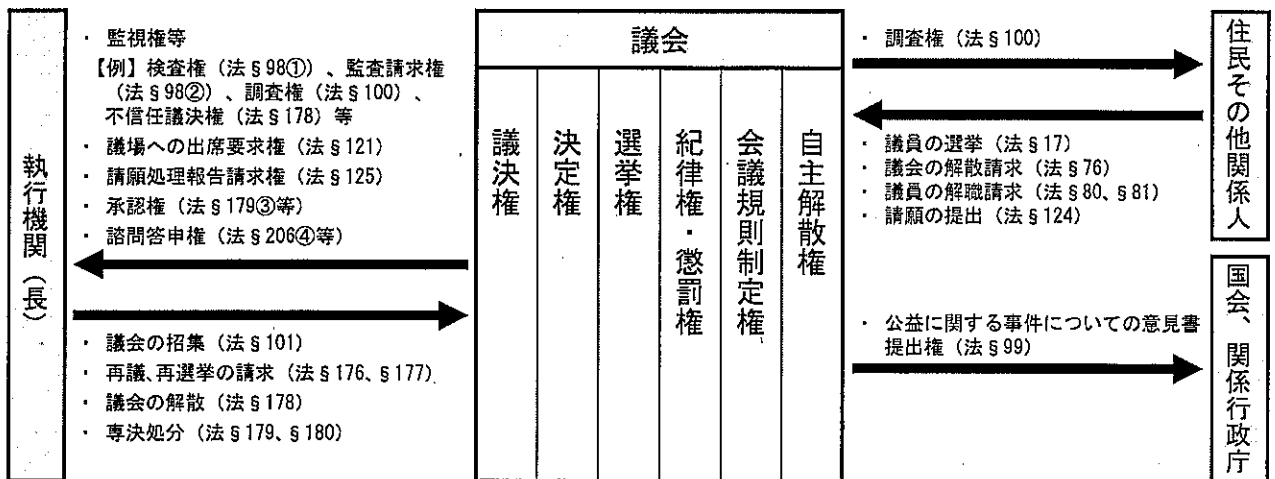 執行機関（長）
・ 監視権等
【例】検査権（法§98①）、監査請求権
（法§98②）、調査権（法§100）、
不信任議決権（法§178）等
・ 議場への出席要求権（法§121）
・ 請願処理報告請求権（法§125）
・ 承認権（法§179③等）
・ 諮問答申権（法§206④等）
・ 議会の招集（法§101）
・ 再議、再選挙の請求（法§176、§177）
・ 議会の解散（法§178）
・ 専決処分（法§179、§180）
議会
議決権
決定権
選挙権
紀律権・懲罰権
会議規則制定権
自主解散権
・ 調査権（法§100）
・ 議員の選挙（法§17）
・ 議会の解散請求（法§76）
・ 議員の解職請求（法§80、§81）
・ 請願の提出（法§124）
・ 公益に関する事件についての意見書
提出権（法§99）
住民その他関係人
国会、関係行政庁